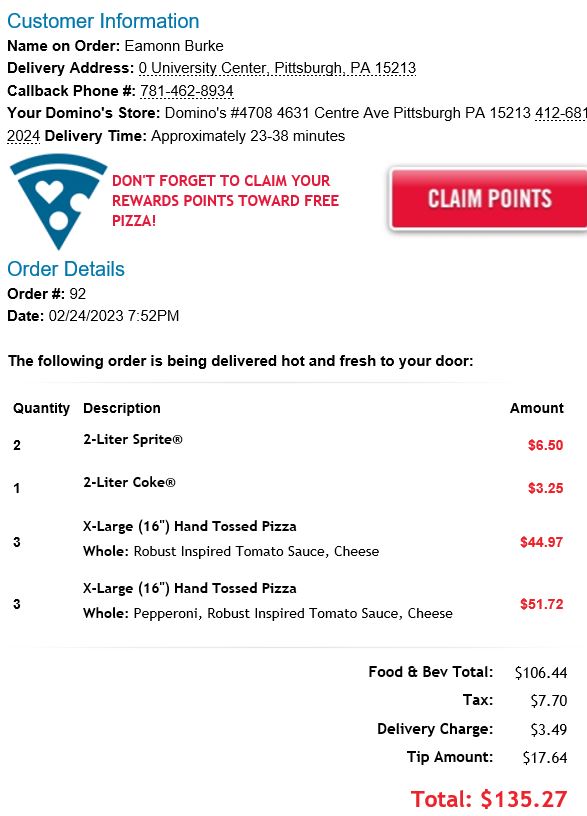 Customer Information
Name on Order: Eamonn Burke
Delivery Address: 0 University Center, Pittsburgh, PA 15213
Callback Phone #: 781-462-8934
Your Domino's Store: Domino's #4708 4631 Centre Ave Pittsburgh PA 15213 412-681
2024 Delivery Time: Approximately 23-38 minutes
DON'T FORGET TO CLAIM YOUR
REWARDS POINTS TOWARD FREE
PIZZA!
CLAIM POINTS
Order Details
Order #: 92
Date: 02/24/2023 7:52PM
The following order is being delivered hot and fresh to your door:
Quantity Description Amount
2 2-Liter Sprite® $6.50
1 2-Liter Coke® $3.25
X-Large (16") Hand Tossed Pizza
3 $44.97
Whole: Robust Inspired Tomato Sauce, Cheese
X-Large (16") Hand Tossed Pizza
3 $51.72
Whole: Pepperoni, Robust Inspired Tomato Sauce, Cheese
Food & Bev Total: $106.44
Tax: $7.70
Delivery Charge: $3.49
Tip Amount: $17.64
Total: $135.27